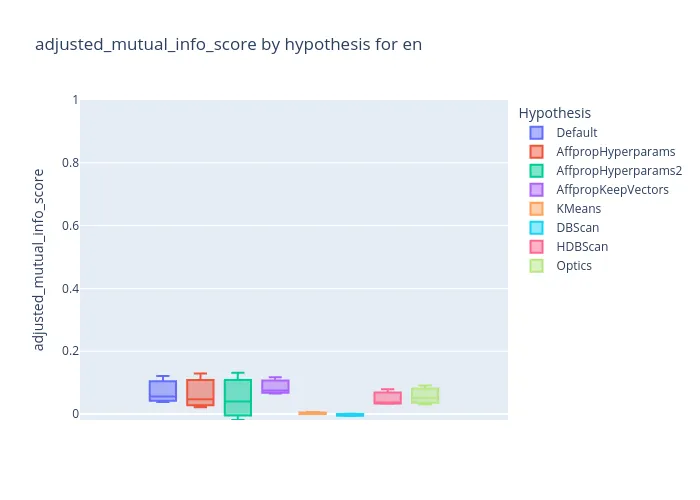 adjusted_mutual_info_score by hypothesis for en
adjusted_mutual_info_score
1
0.8
0.6
0.4
0.2
0
Hypothesis
Default
AffpropHyperparams
AffpropHyperparams2
AffpropKeepVectors
KMeans
DBScan
HDBScan
Optics